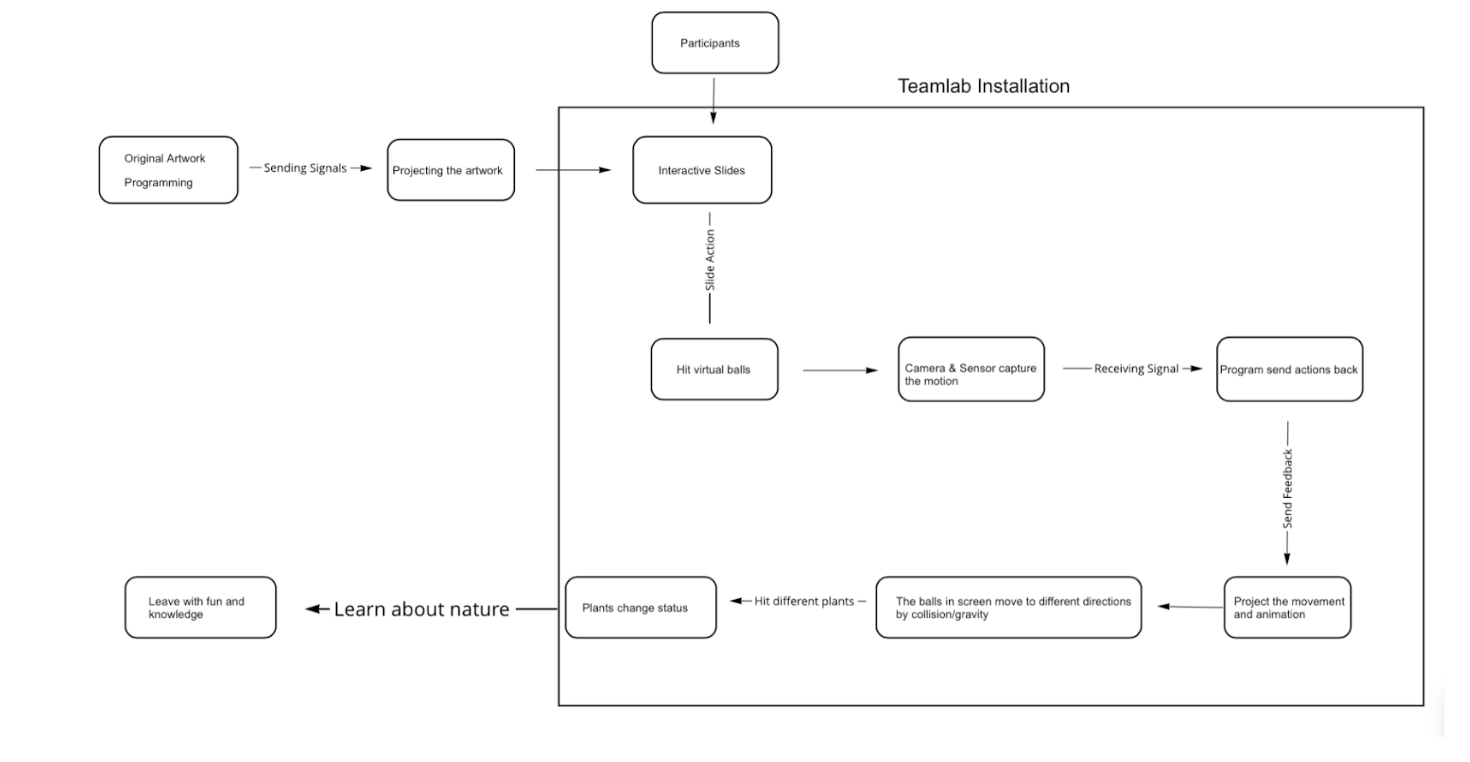 Participants
Teamlab Installation
Original Artwork
Programming
Sending Signals
Projecting the artwork
Interactive Slides
Slide Action
Hit virtual balls
Camera & Sensor capture
the motion
Receiving Signal
Program send actions back
Send Feedback
Project the movement
and animation
The balls in screen move to different directions
by collision/gravity
Hit different plants
Plants change status
Learn about nature
Leave with fun and
knowledge